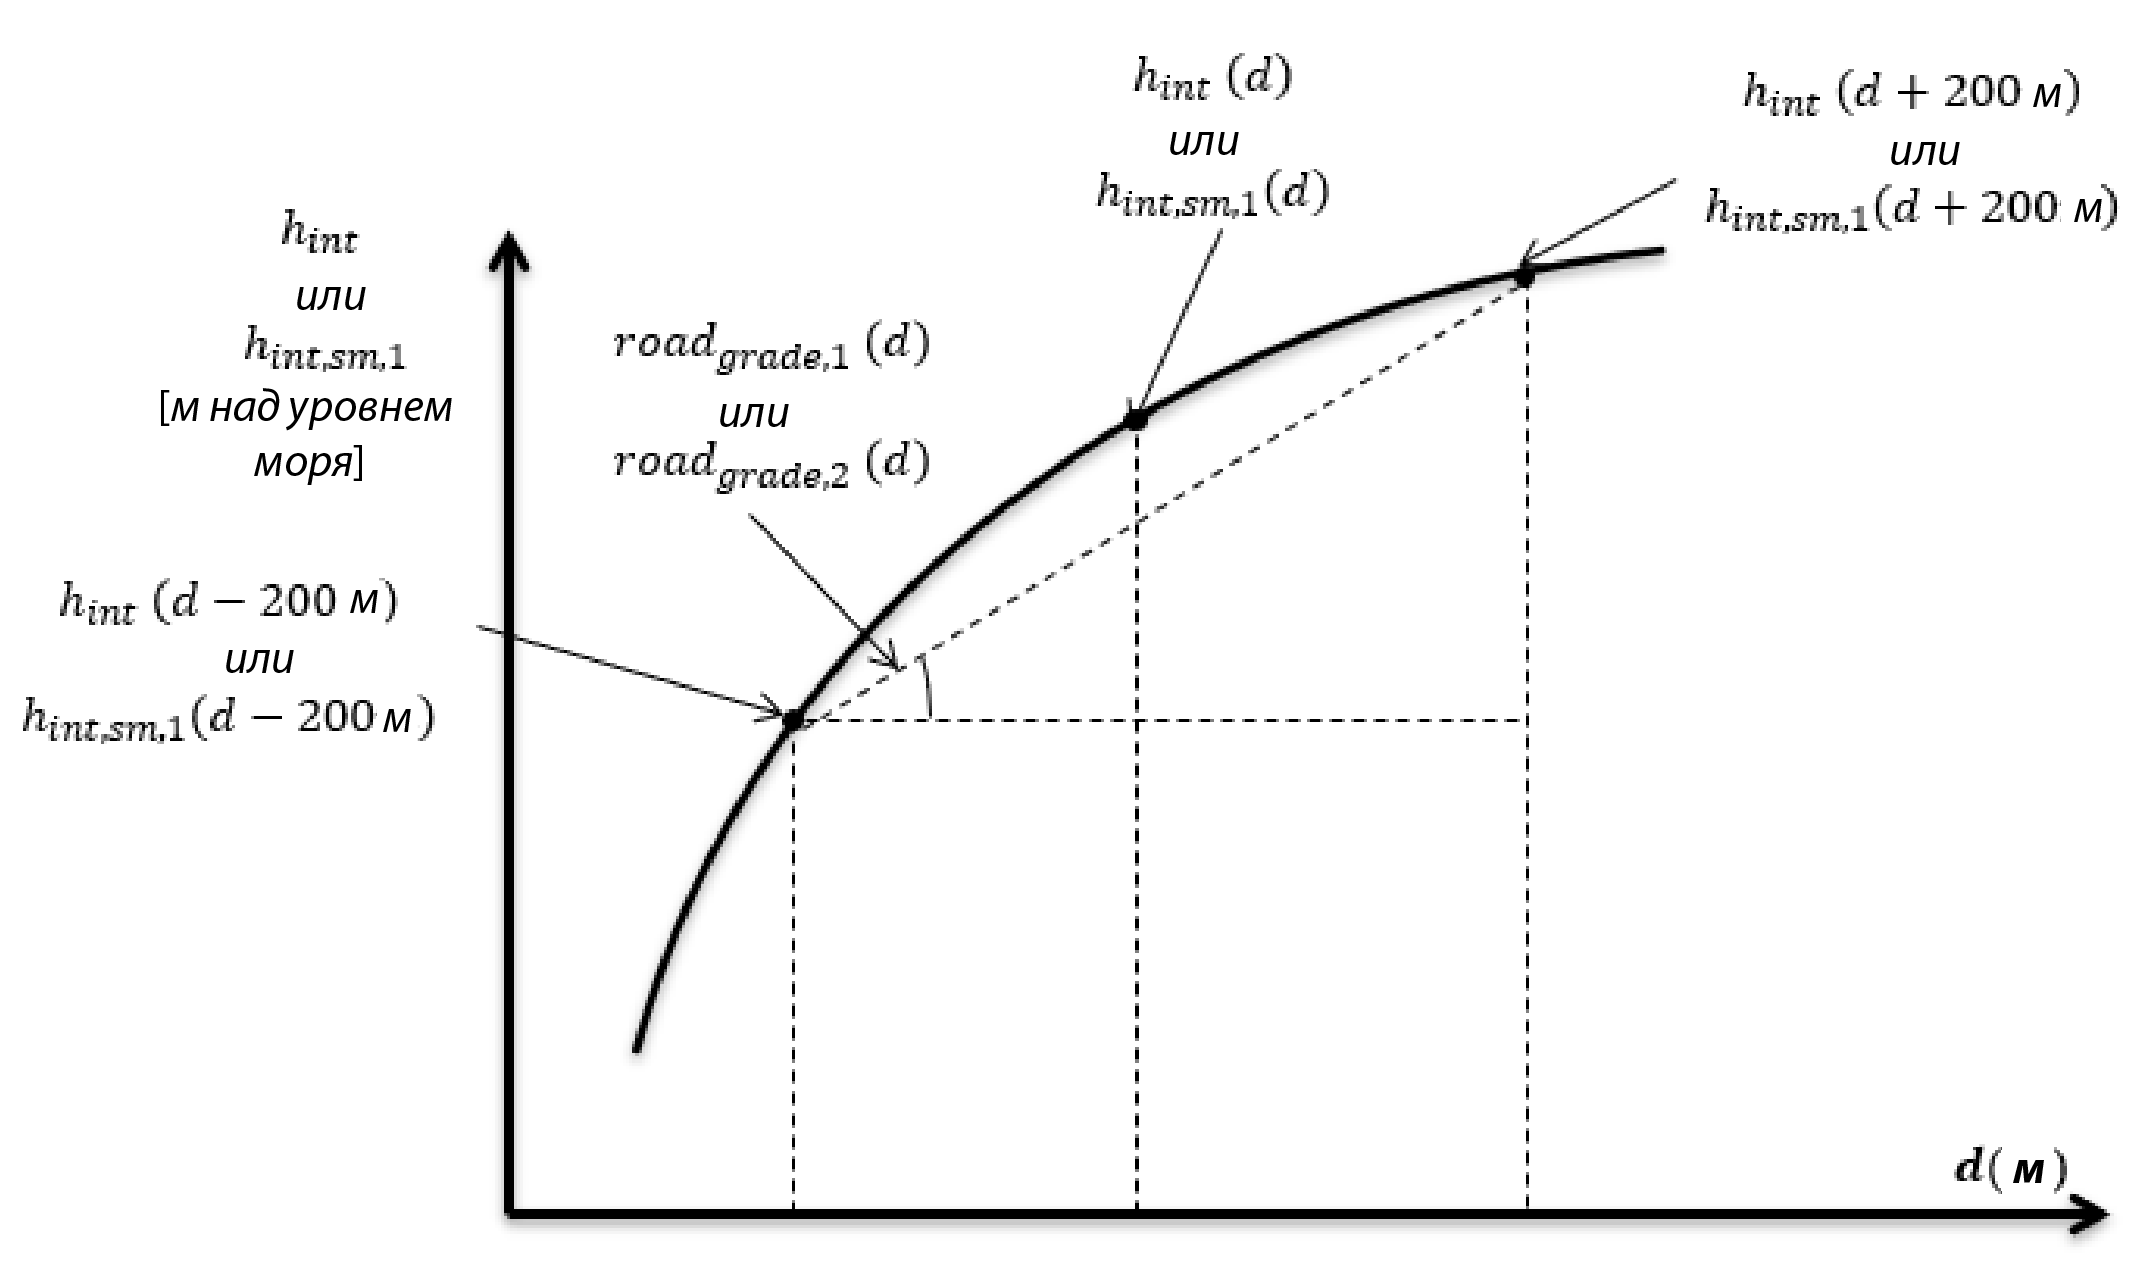 h_int (d)
или
h_int,sm,1(d)
h_int (d + 200 м)
или
h_int,sm,1(d + 200 м)
h_int
или
h_int,sm,1
[м над уровнем
моря]
road_grade,1 (d)
или
road_grade,2 (d)
h_int (d − 200 м)
или
h_int,sm,1(d − 200 м)
d( м)